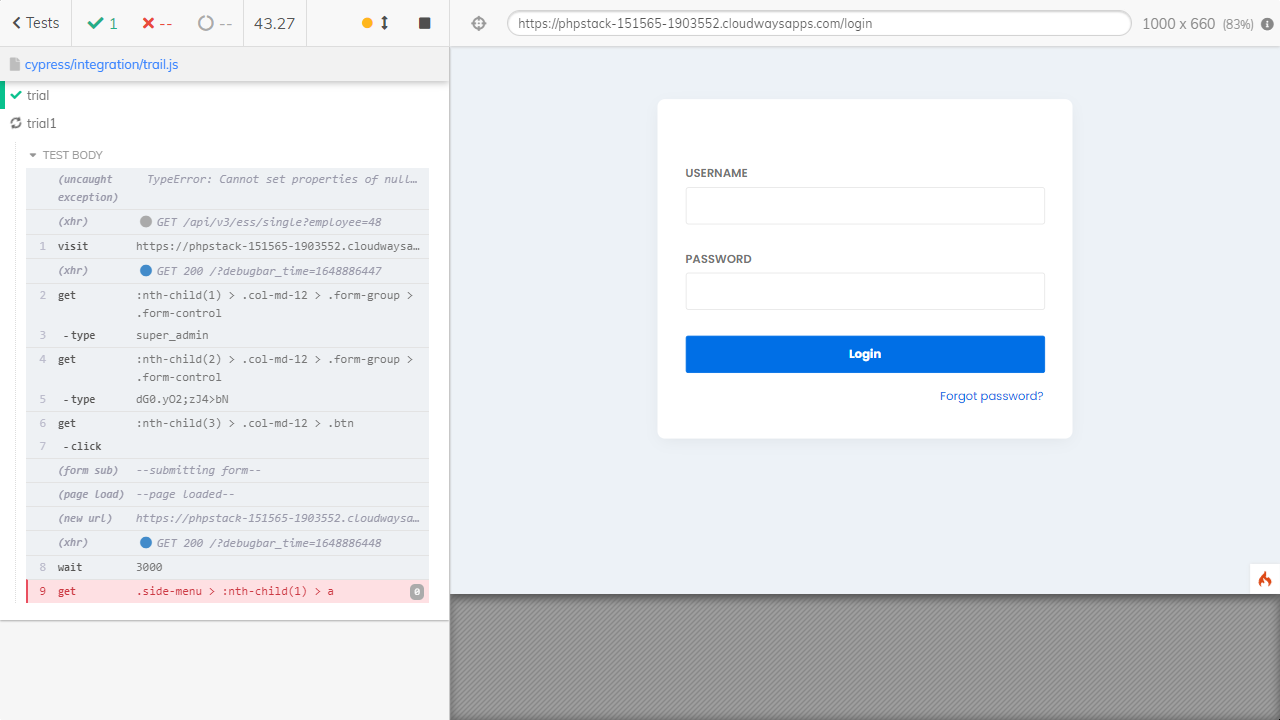 Tests
1
--
--
43.27
https://phpstack-151565-1903552.cloudwaysapps.com/login
1000 x 660 (83%)
cypress/integration/trail.js
trial
trial1
TEST BODY
(uncaught exception) TypeError: Cannot set properties of null…
(xhr) GET /api/v3/ess/single?employee=48
1 visit https://phpstack-151565-1903552.cloudwaysa…
(xhr) GET 200 /?debugbar_time=1648886447
2 get :nth-child(1) > .col-md-12 > .form-group >
.form-control
3 -type super_admin
4 get :nth-child(2) > .col-md-12 > .form-group >
.form-control
5 -type dG0.yO2;zJ4>bN
6 get :nth-child(3) > .col-md-12 > .btn
7 -click
(form sub) --submitting form--
(page load) --page loaded--
(new url) https://phpstack-151565-1903552.cloudwaysa…
(xhr) GET 200 /?debugbar_time=1648886448
8 wait 3000
9 get .side-menu > :nth-child(1) > a 0
USERNAME
PASSWORD
Login
Forgot password?